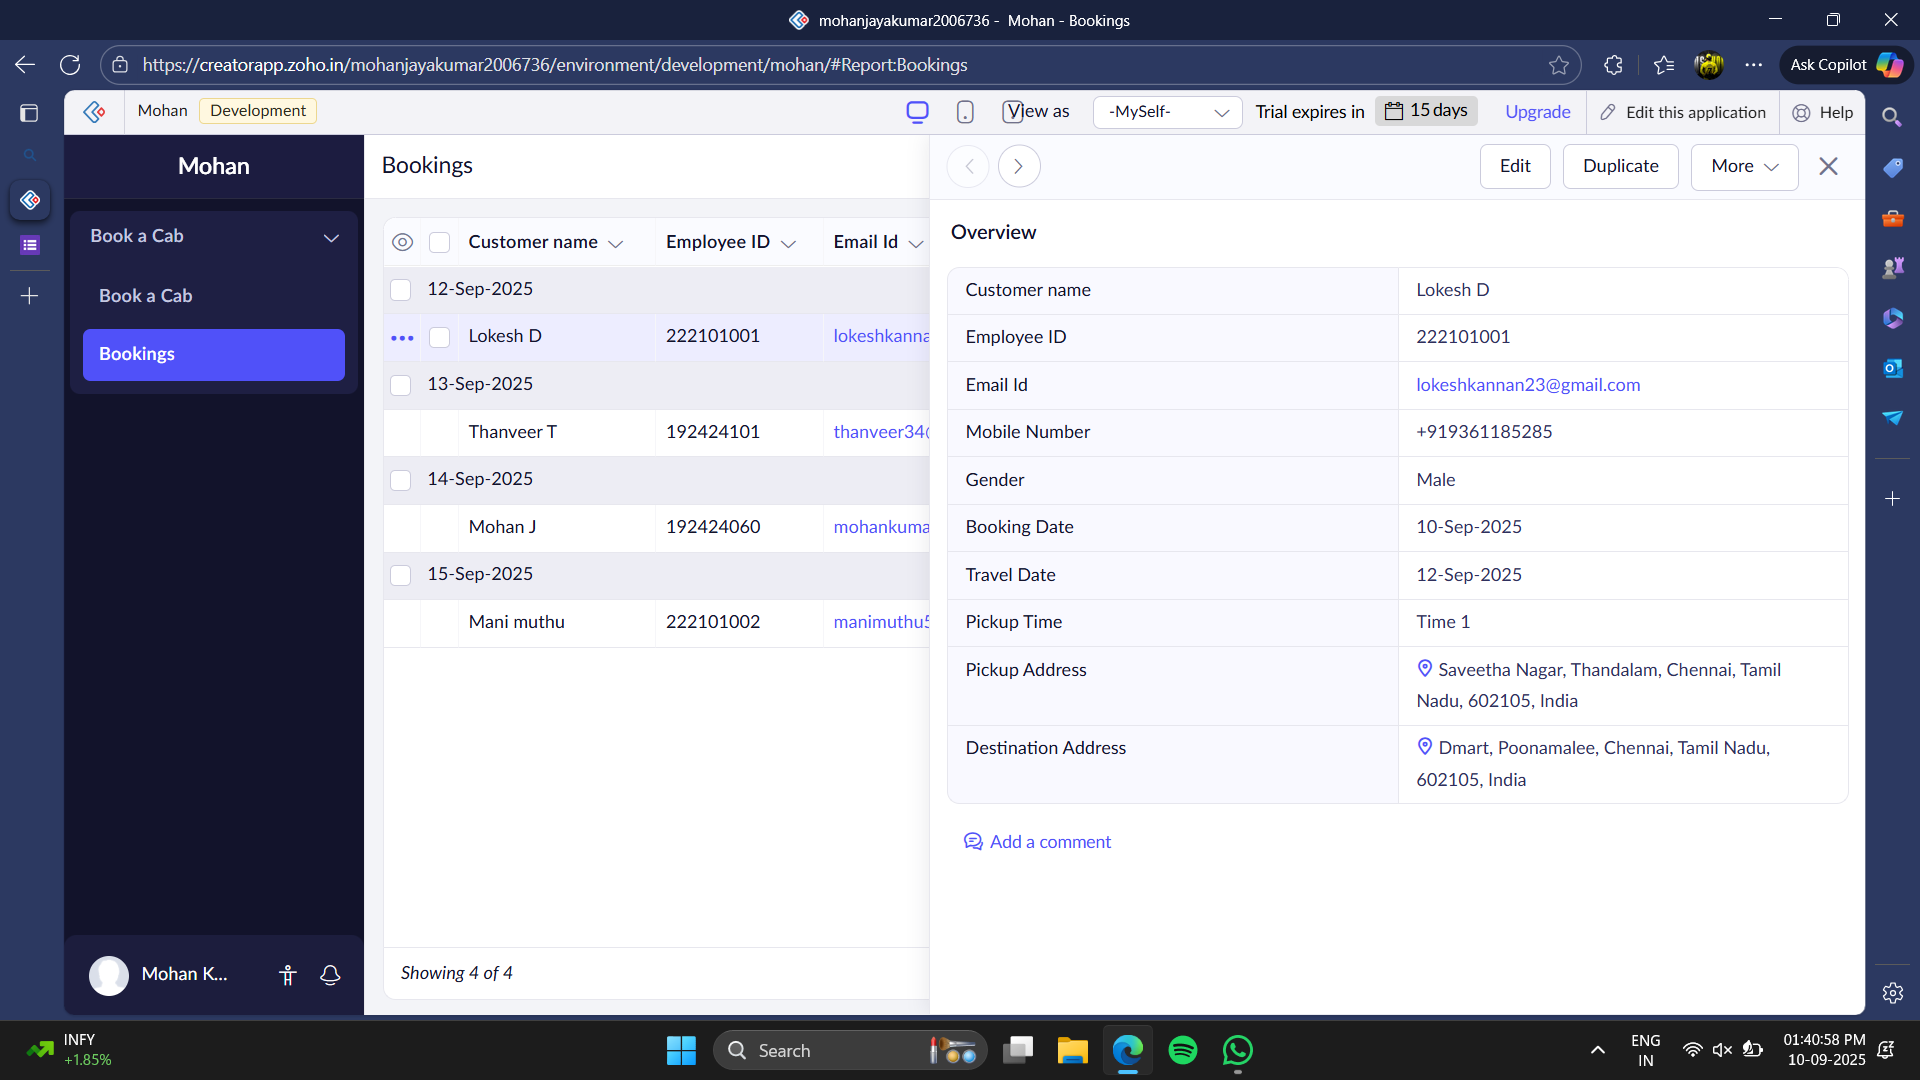 mohanjayakumar2006736 - Mohan - Bookings
https://creatorapp.zoho.in/mohanjayakumar2006736/environment/development/mohan/#Report:Bookings
Ask Copilot
Mohan
Development
View as
-MySelf-
Trial expires in
15 days
Upgrade
Edit this application
Help
Mohan
Book a Cab
Book a Cab
Bookings
Mohan K...
Bookings
Customer name
Employee ID
Email Id
12-Sep-2025
Lokesh D
222101001
lokeshkanna
13-Sep-2025
Thanveer T
192424101
thanveer34
14-Sep-2025
Mohan J
192424060
mohankuma
15-Sep-2025
Mani muthu
222101002
manimuthu5
Showing 4 of 4
Edit
Duplicate
More
Overview
Customer name
Lokesh D
Employee ID
222101001
Email Id
lokeshkannan23@gmail.com
Mobile Number
+919361185285
Gender
Male
Booking Date
10-Sep-2025
Travel Date
12-Sep-2025
Pickup Time
Time 1
Pickup Address
Saveetha Nagar, Thandalam, Chennai, Tamil
Nadu, 602105, India
Destination Address
Dmart, Poonamalee, Chennai, Tamil Nadu,
602105, India
Add a comment
INFY
+1.85%
Search
ENG
IN
01:40:58 PM
10-09-2025